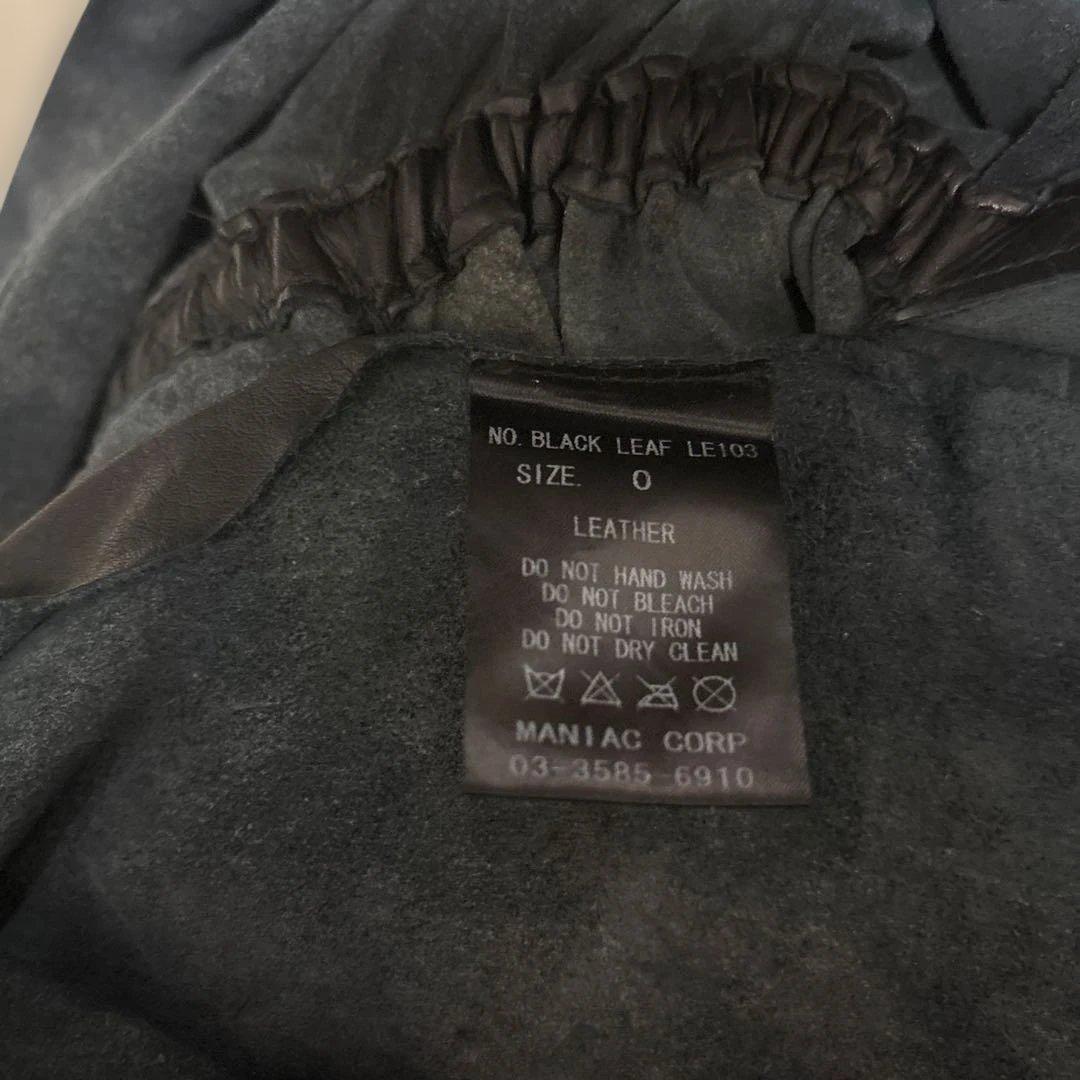 NO. BLACK LEAF LE103
SIZE. 0
LEATHER
DO NOT HAND WASH
DO NOT BLEACH
DO NOT IRON
DO NOT DRY CLEAN
MANIAC CORP
03-3585-6910